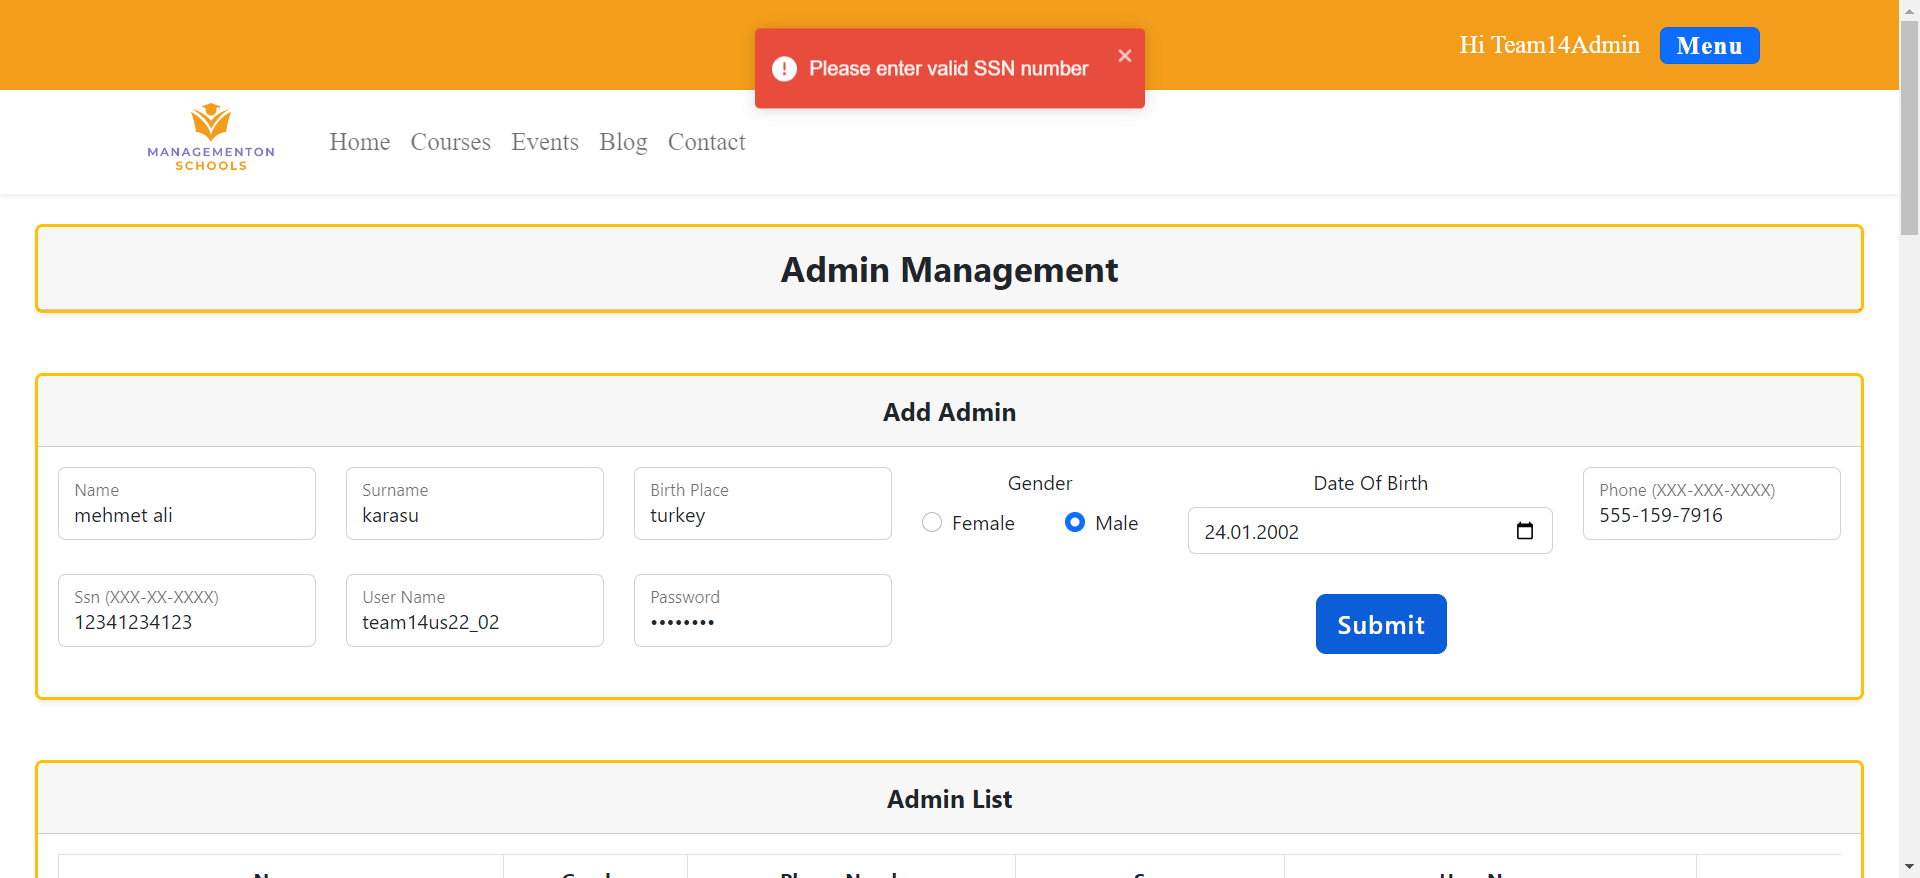 Please enter valid SSN number
Hi Team14Admin
Menu
MANAGEMENTON
SCHOOLS
Home Courses Events Blog Contact
Admin Management
Add Admin
Name
mehmet ali
Surname
karasu
Birth Place
turkey
Gender
Female
Male
Date Of Birth
24.01.2002
Phone (XXX-XXX-XXXX)
555-159-7916
Ssn (XXX-XX-XXXX)
12341234123
User Name
team14us22_02
Password
••••••••
Submit
Admin List